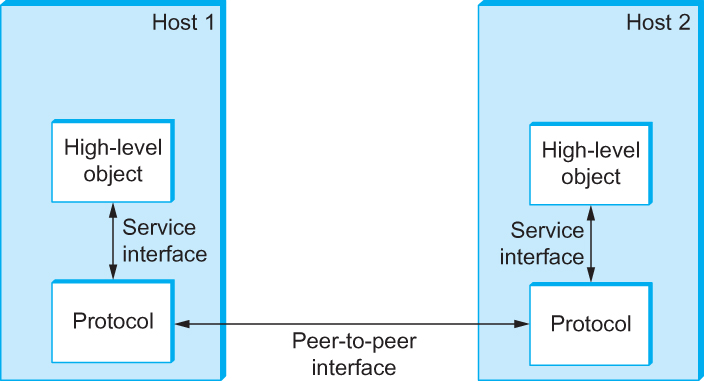 Host 1
High-level
object
Service
interface
Protocol
Host 2
High-level
object
Service
interface
Protocol
Peer-to-peer
interface